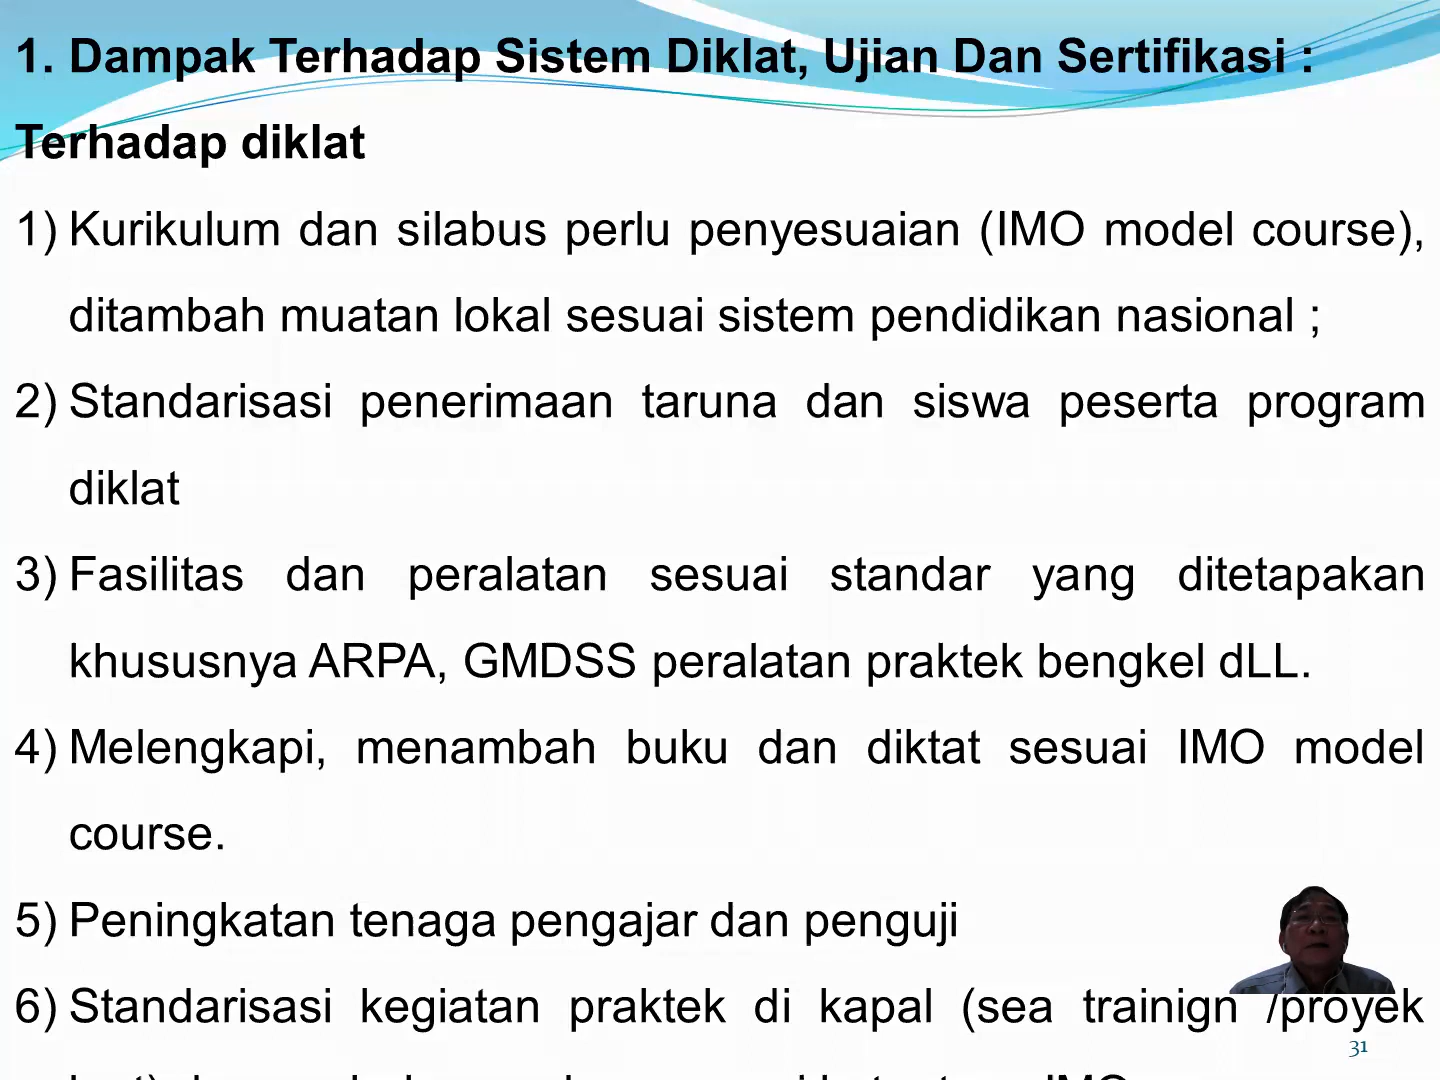 1. Dampak Terhadap Sistem Diklat, Ujian Dan Sertifikasi :
Terhadap diklat
1) Kurikulum dan silabus perlu penyesuaian (IMO model course),
ditambah muatan lokal sesuai sistem pendidikan nasional ;
2) Standarisasi penerimaan taruna dan siswa peserta program
diklat
3) Fasilitas dan peralatan sesuai standar yang ditetapakan
khususnya ARPA, GMDSS peralatan praktek bengkel dLL.
4) Melengkapi, menambah buku dan diktat sesuai IMO model
course.
5) Peningkatan tenaga pengajar dan penguji
6) Standarisasi kegiatan praktek di kapal (sea trainign /proyek
31
IMO